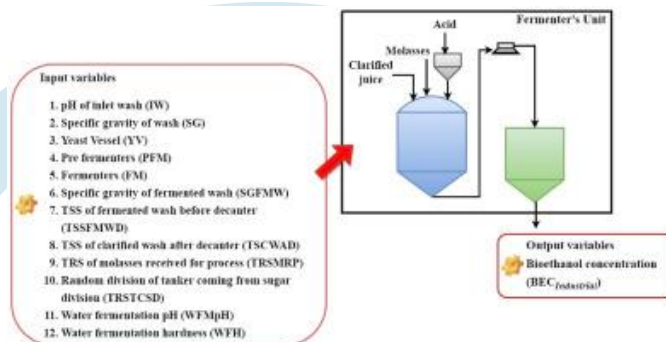 Input variables
1. pH of inlet wash (IW)
2. Specific gravity of wash (SG)
3. Yeast Vessel (YV)
4. Pre fermenters (PFM)
5. Fermenters (FM)
6. Specific gravity of fermented wash (SGFMW)
7. TSS of fermented wash before decanter
(TSSFMWD)
8. TSS of clarified wash after decanter (TSCWAD)
9. TRS of molasses received for process (TRSMRP)
10. Random division of tanker coming from sugar
division (TRSTCSD)
11. Water fermentation pH (WFMpH)
12. Water fermentation hardness (WFH)
Fermenter's Unit
Acid
Molasses
Clarified
juice
Output variables
Bioethanol concentration
(BECIndustrial)